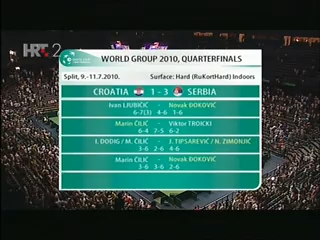 HRT 2
WORLD GROUP 2010, QUARTERFINALS
Split, 9.-11.7.2010. Surface: Hard (RuKortHard) Indoors
CROATIA 1 - 3 SERBIA
Ivan LJUBIČIĆ - Novak ĐOKOVIĆ
6-7(3) 4-6 1-6
Marin ČILIĆ - Viktor TROICKI
6-4 7-5 6-2
I. DODIG / M. ČILIĆ - J. TIPSAREVIĆ / N. ZIMONJIĆ
3-6 2-6 4-6
Marin ČILIĆ - Novak ĐOKOVIĆ
3-6 3-6 2-6